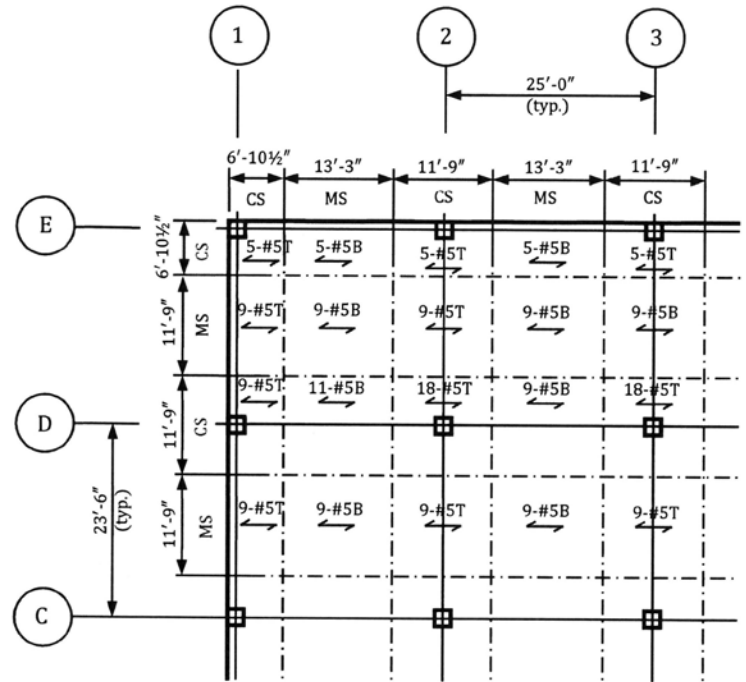 1
2
3
25′-0″
(typ.)
6′-10½″
13′-3″
11′-9″
13′-3″
11′-9″
CS
MS
CS
MS
CS
E
6′-10½″
CS
5-#5T
5-#5B
5-#5T
5-#5B
5-#5T
11′-9″
MS
9-#5T
9-#5B
9-#5T
9-#5B
9-#5B
11′-9″
CS
9-#5T
11-#5B
18-#5T
9-#5B
18-#5T
D
23′-6″
(typ.)
11′-9″
MS
9-#5T
9-#5B
9-#5T
9-#5B
9-#5T
C